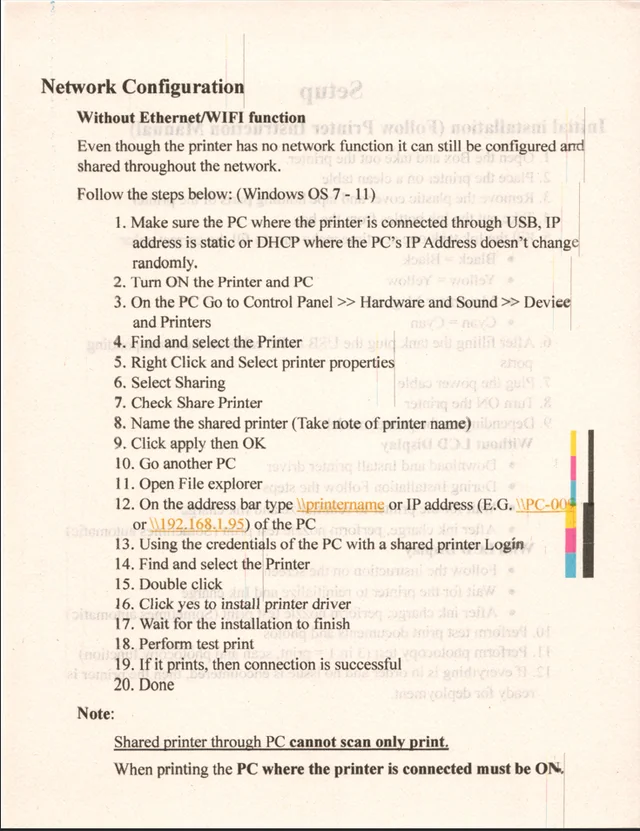 Network Configuration
Without Ethernet/WIFI function
Even though the printer has no network function it can still be configured and
shared throughout the network.
Follow the steps below: (Windows OS 7 - 11)
1. Make sure the PC where the printer is connected through USB, IP
address is static or DHCP where the PC's IP Address doesn't change
randomly.
2. Turn ON the Printer and PC
3. On the PC Go to Control Panel >> Hardware and Sound >> Device
and Printers
4. Find and select the Printer
5. Right Click and Select printer properties
6. Select Sharing
7. Check Share Printer
8. Name the shared printer (Take note of printer name)
9. Click apply then OK
10. Go another PC
11. Open File explorer
12. On the address bar type \\printername or IP address (E.G. \\PC-00
or \\192.168.1.95) of the PC
13. Using the credentials of the PC with a shared printer Login
14. Find and select the Printer
15. Double click
16. Click yes to install printer driver
17. Wait for the installation to finish
18. Perform test print
19. If it prints, then connection is successful
20. Done
Note:
Shared printer through PC cannot scan only print.
When printing the PC where the printer is connected must be ON.